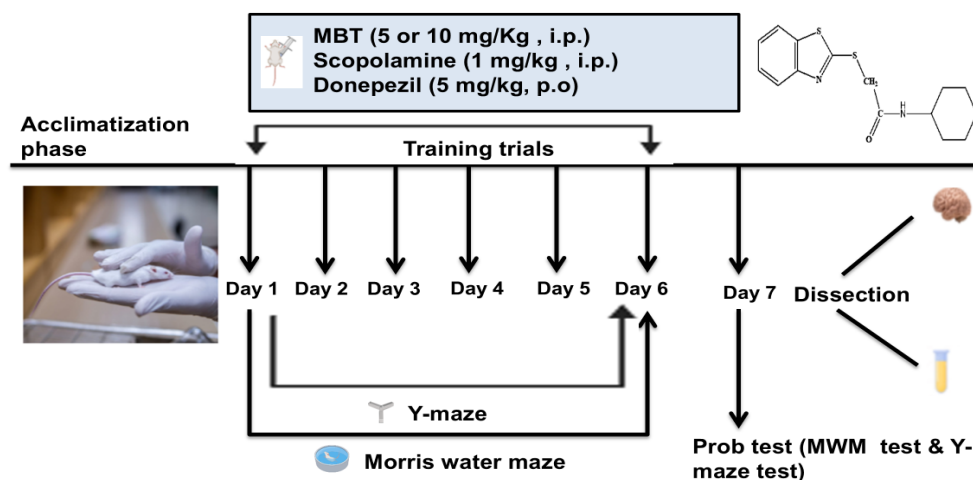 MBT (5 or 10 mg/Kg , i.p.)
Scopolamine (1 mg/kg , i.p.)
Donepezil (5 mg/kg, p.o)
S
S
N
CH2
C
H
N
O
Acclimatization
phase
Training trials
Day 1
Day 2
Day 3
Day 4
Day 5
Day 6
Day 7
Dissection
Y-maze
Morris water maze
Prob test (MWM test & Y-
maze test)